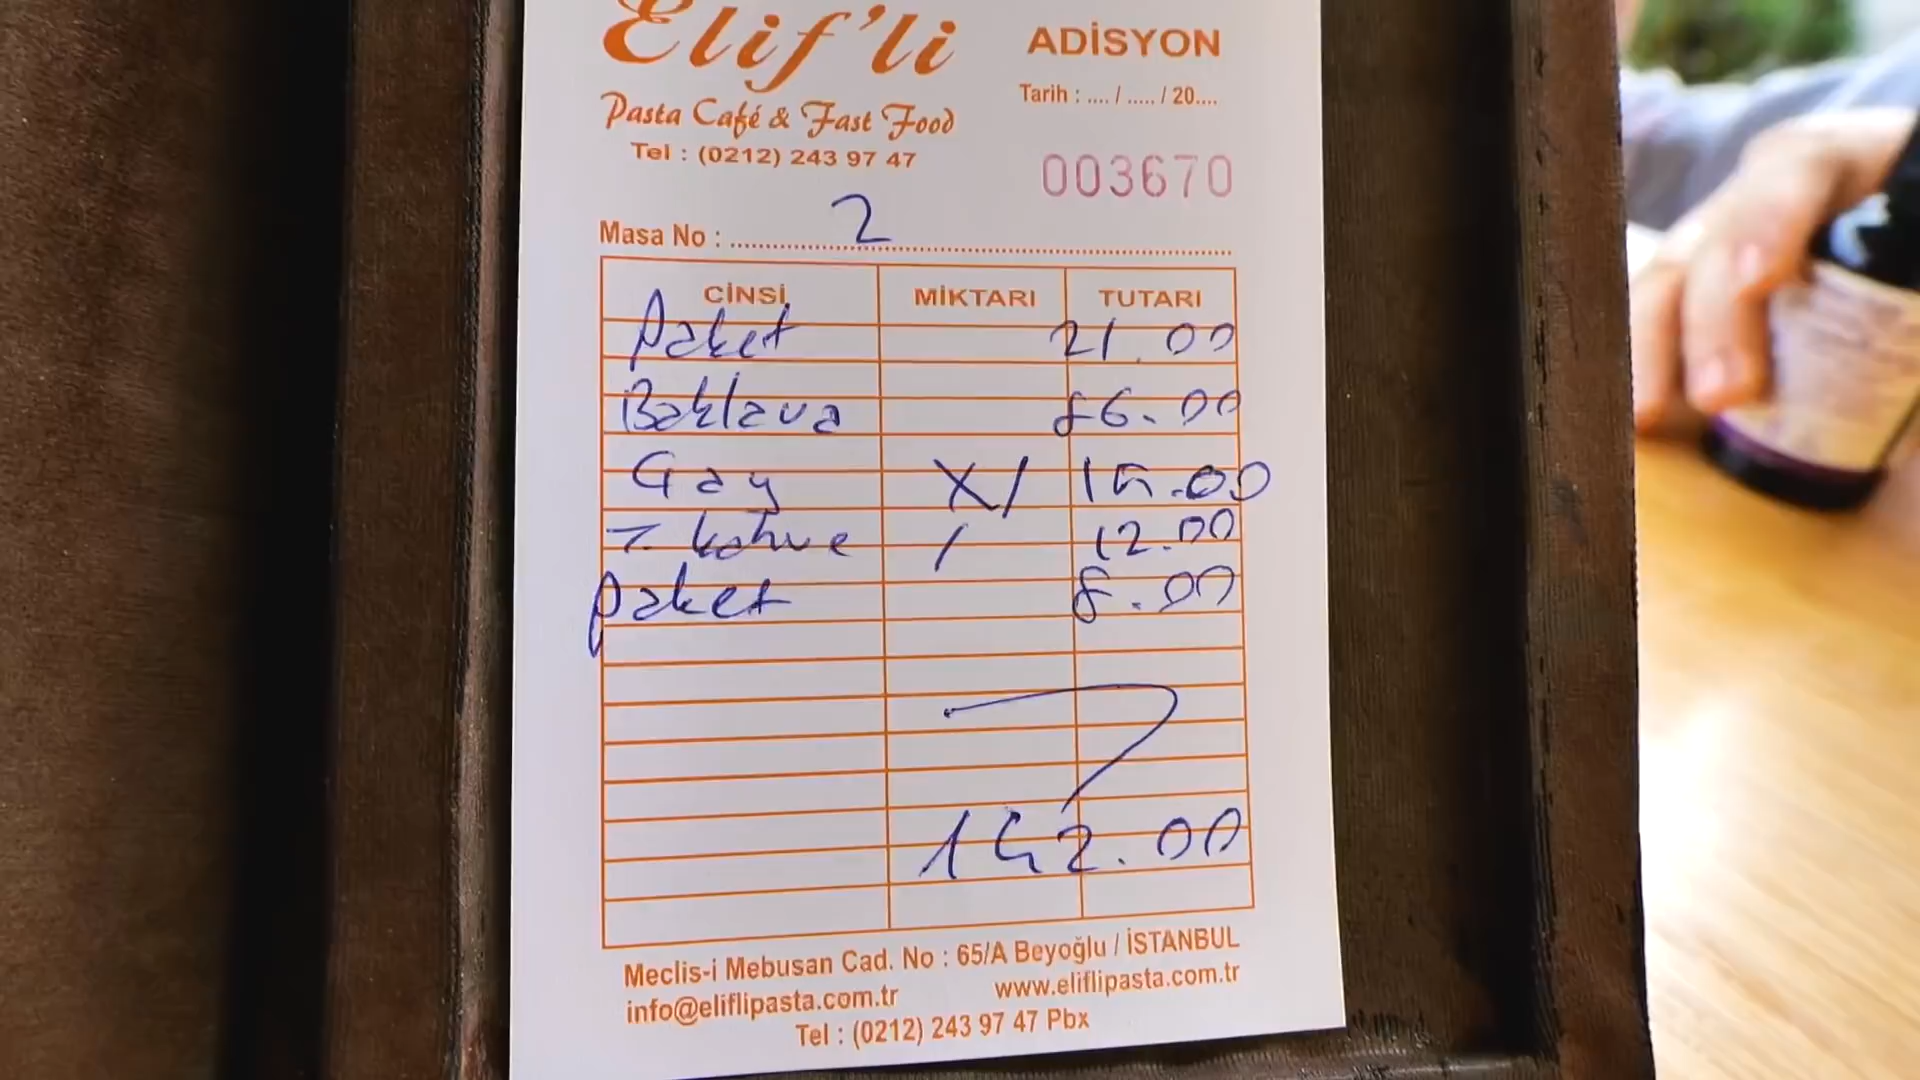 Elif'li
Pasta Café & Fast Food
Tel : (0212) 243 97 47
ADİSYON
Tarih : .... / ..... / 20....
003670
Masa No : 2
CİNSİ MİKTARI TUTARI
Paket 21.00
Baklava 86.00
Çay X/ 15.00
T. kahve / 12.00
paket 8.00
142.00
Meclis-i Mebusan Cad. No : 65/A Beyoğlu / İSTANBUL
info@eliflipasta.com.tr www.eliflipasta.com.tr
Tel : (0212) 243 97 47 Pbx